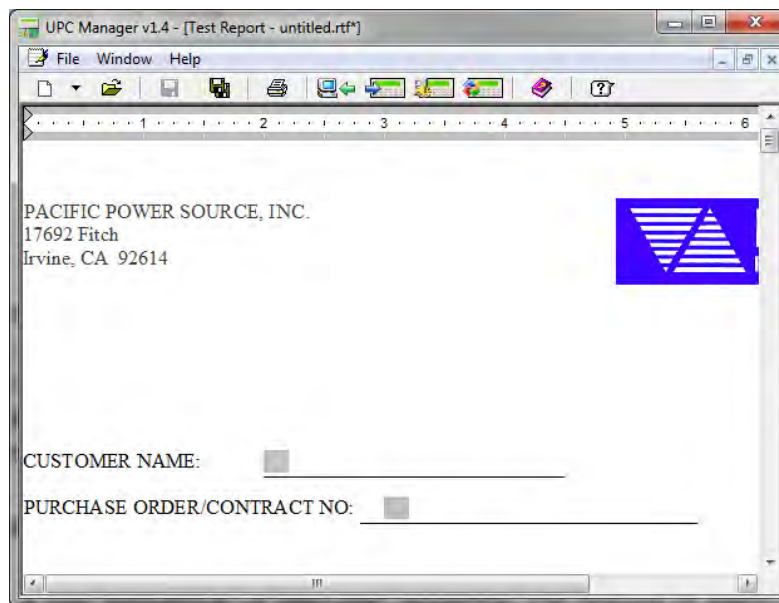 UPC Manager v1.4 - [Test Report - untitled.rtf*]
File Window Help
1 2 3 4 5 6
PACIFIC POWER SOURCE, INC.
17692 Fitch
Irvine, CA 92614
CUSTOMER NAME:
PURCHASE ORDER/CONTRACT NO: